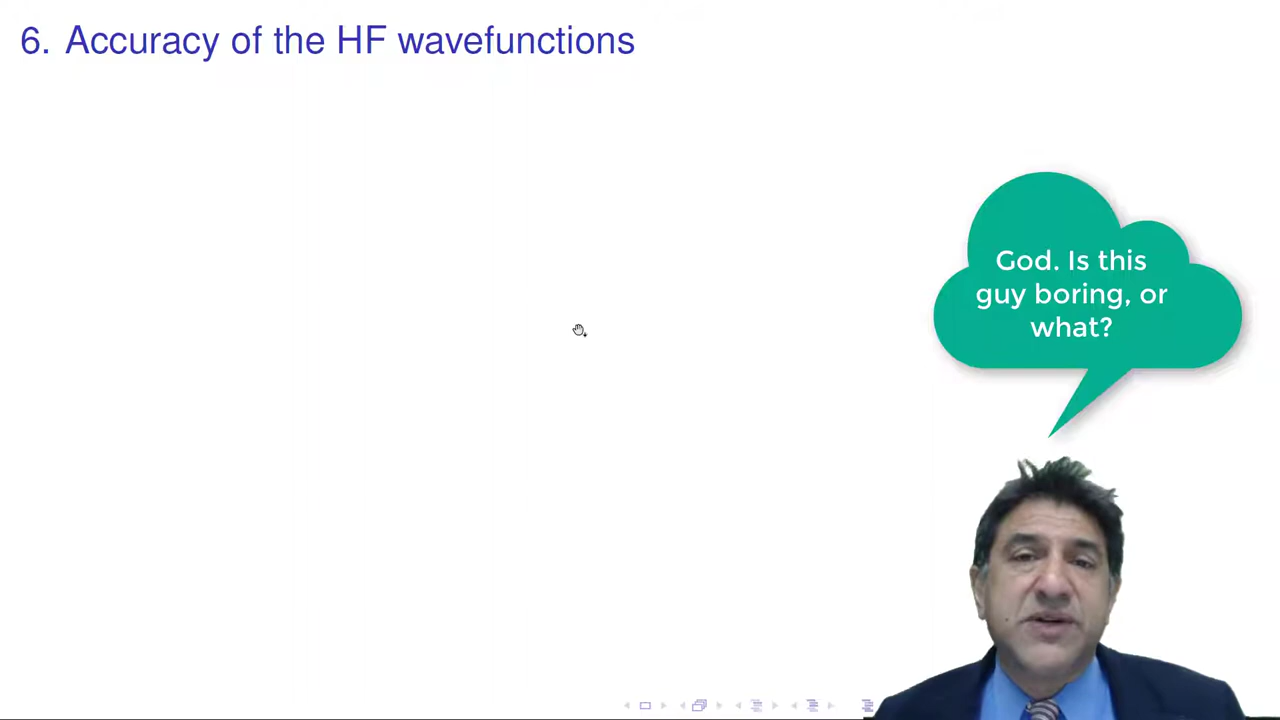 6. Accuracy of the HF wavefunctions
God. Is this
guy boring, or
what?